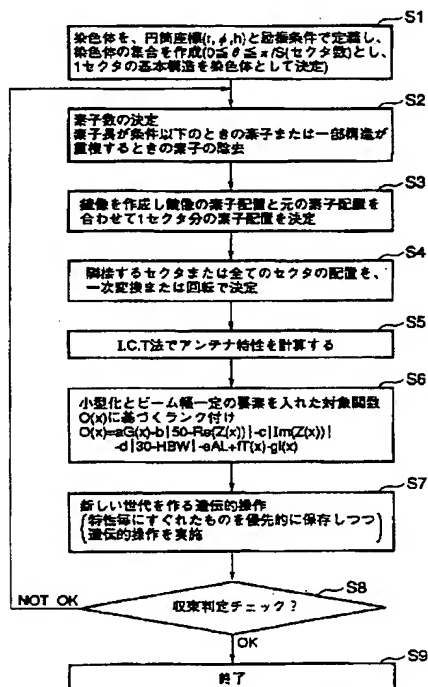 S1
染色体を、円筒座標(r, φ,h)と励振条件で定義し、
染色体の集合を作成(0≦θ≦π/S(セクタ数)とし、
1セクタの基本構造を染色体として決定)
S2
素子数の決定
素子長が条件以下のときの素子または一部構造が
重複するときの素子の除去
S3
鏡像を作成し鏡像の素子配置と元の素子配置を
合わせて1セクタ分の素子配置を決定
S4
隣接するセクタまたは全てのセクタの配置を、
一次変換または回転で決定
S5
I.C.T法でアンテナ特性を計算する
S6
小型化とビーム幅一定の要素を入れた対象関数
O(x)に基づくランク付け
O(x)=aG(x)-b|50-Re(Z(x))|-c|Im(Z(x))|
-d|30-HBW|-eAL+fT(x)-gI(x)
S7
新しい世代を作る遺伝的操作
(特性毎にすぐれたものを優先的に保存しつつ
遺伝的操作を実施)
S8
収束判定チェック?
NOT OK
OK
S9
終了